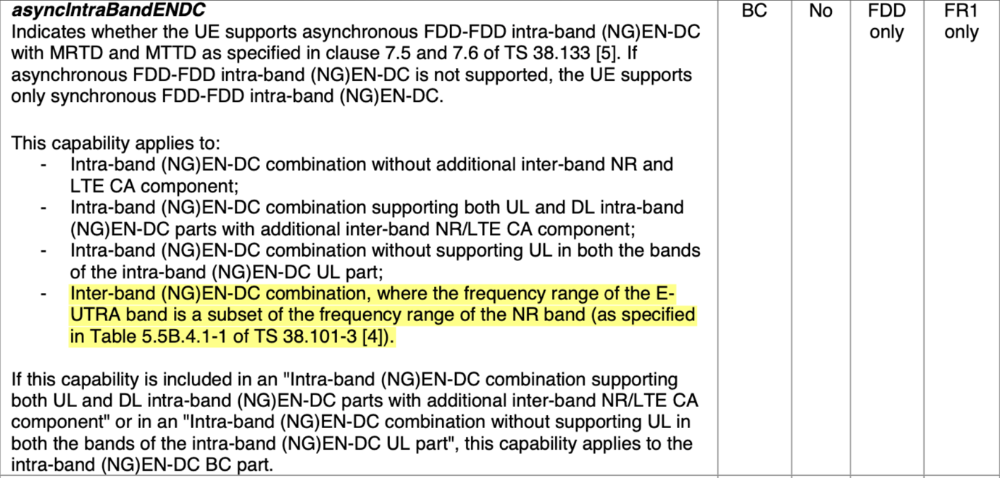 asyncIntraBandENDC BC No FDD FR1
Indicates whether the UE supports asynchronous FDD-FDD intra-band (NG)EN-DC only only
with MRTD and MTTD as specified in clause 7.5 and 7.6 of TS 38.133 [5]. If
asynchronous FDD-FDD intra-band (NG)EN-DC is not supported, the UE supports
only synchronous FDD-FDD intra-band (NG)EN-DC.
This capability applies to:
- Intra-band (NG)EN-DC combination without additional inter-band NR and
LTE CA component;
- Intra-band (NG)EN-DC combination supporting both UL and DL intra-band
(NG)EN-DC parts with additional inter-band NR/LTE CA component;
- Intra-band (NG)EN-DC combination without supporting UL in both the bands
of the intra-band (NG)EN-DC UL part;
- Inter-band (NG)EN-DC combination, where the frequency range of the E-
UTRA band is a subset of the frequency range of the NR band (as specified
in Table 5.5B.4.1-1 of TS 38.101-3 [4]).
If this capability is included in an "Intra-band (NG)EN-DC combination supporting
both UL and DL intra-band (NG)EN-DC parts with additional inter-band NR/LTE CA
component" or in an "Intra-band (NG)EN-DC combination without supporting UL in
both the bands of the intra-band (NG)EN-DC UL part", this capability applies to the
intra-band (NG)EN-DC BC part.